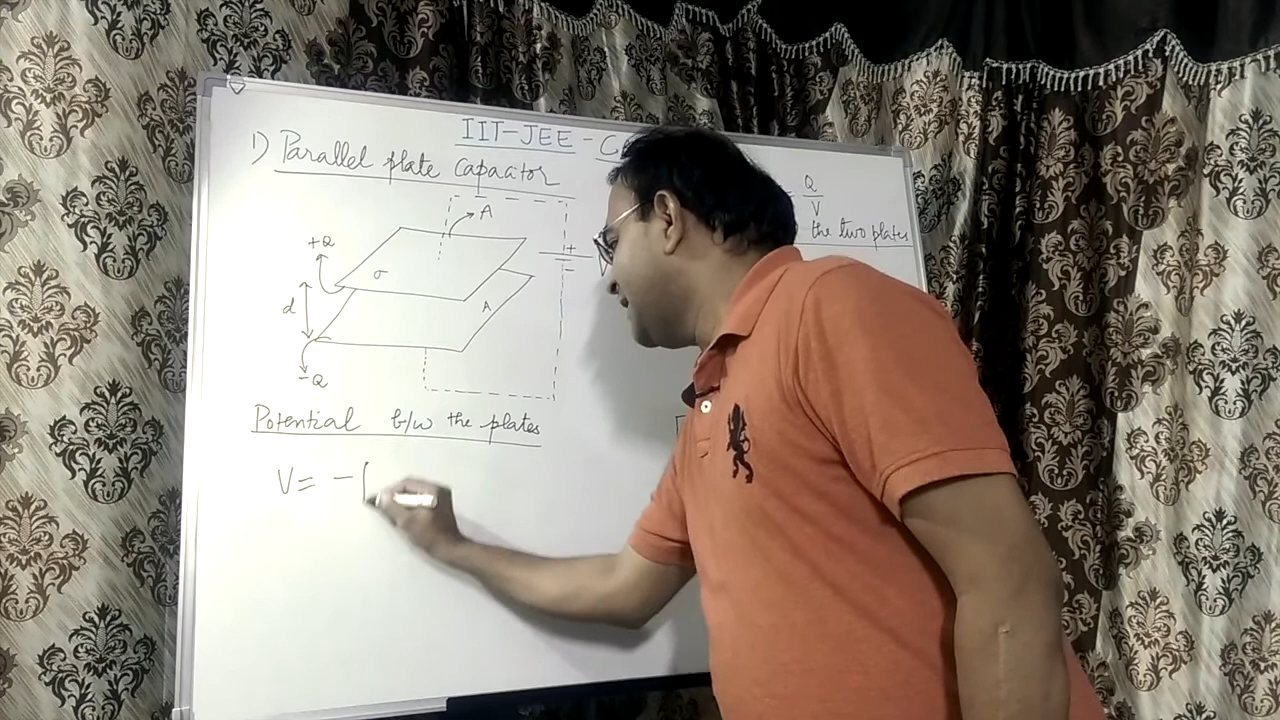 IIT-JEE -
1) Parallel plate capacitor
= Q/V
the two plates
A
+Q
+
σ
-
d
A
-Q
Potential b/w the plates
V= - ∫